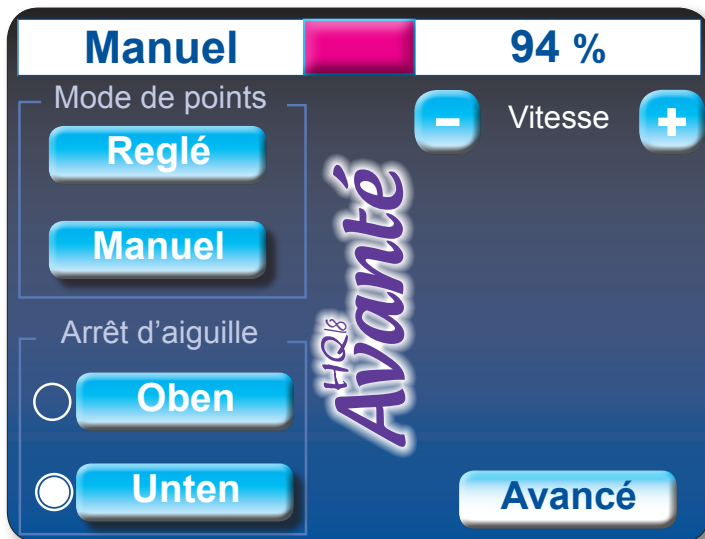 Manuel
94 %
Mode de points
Reglé
Manuel
- Vitesse +
Arrêt d'aiguille
Oben
Unten
HQ18
Avanté
Avancé